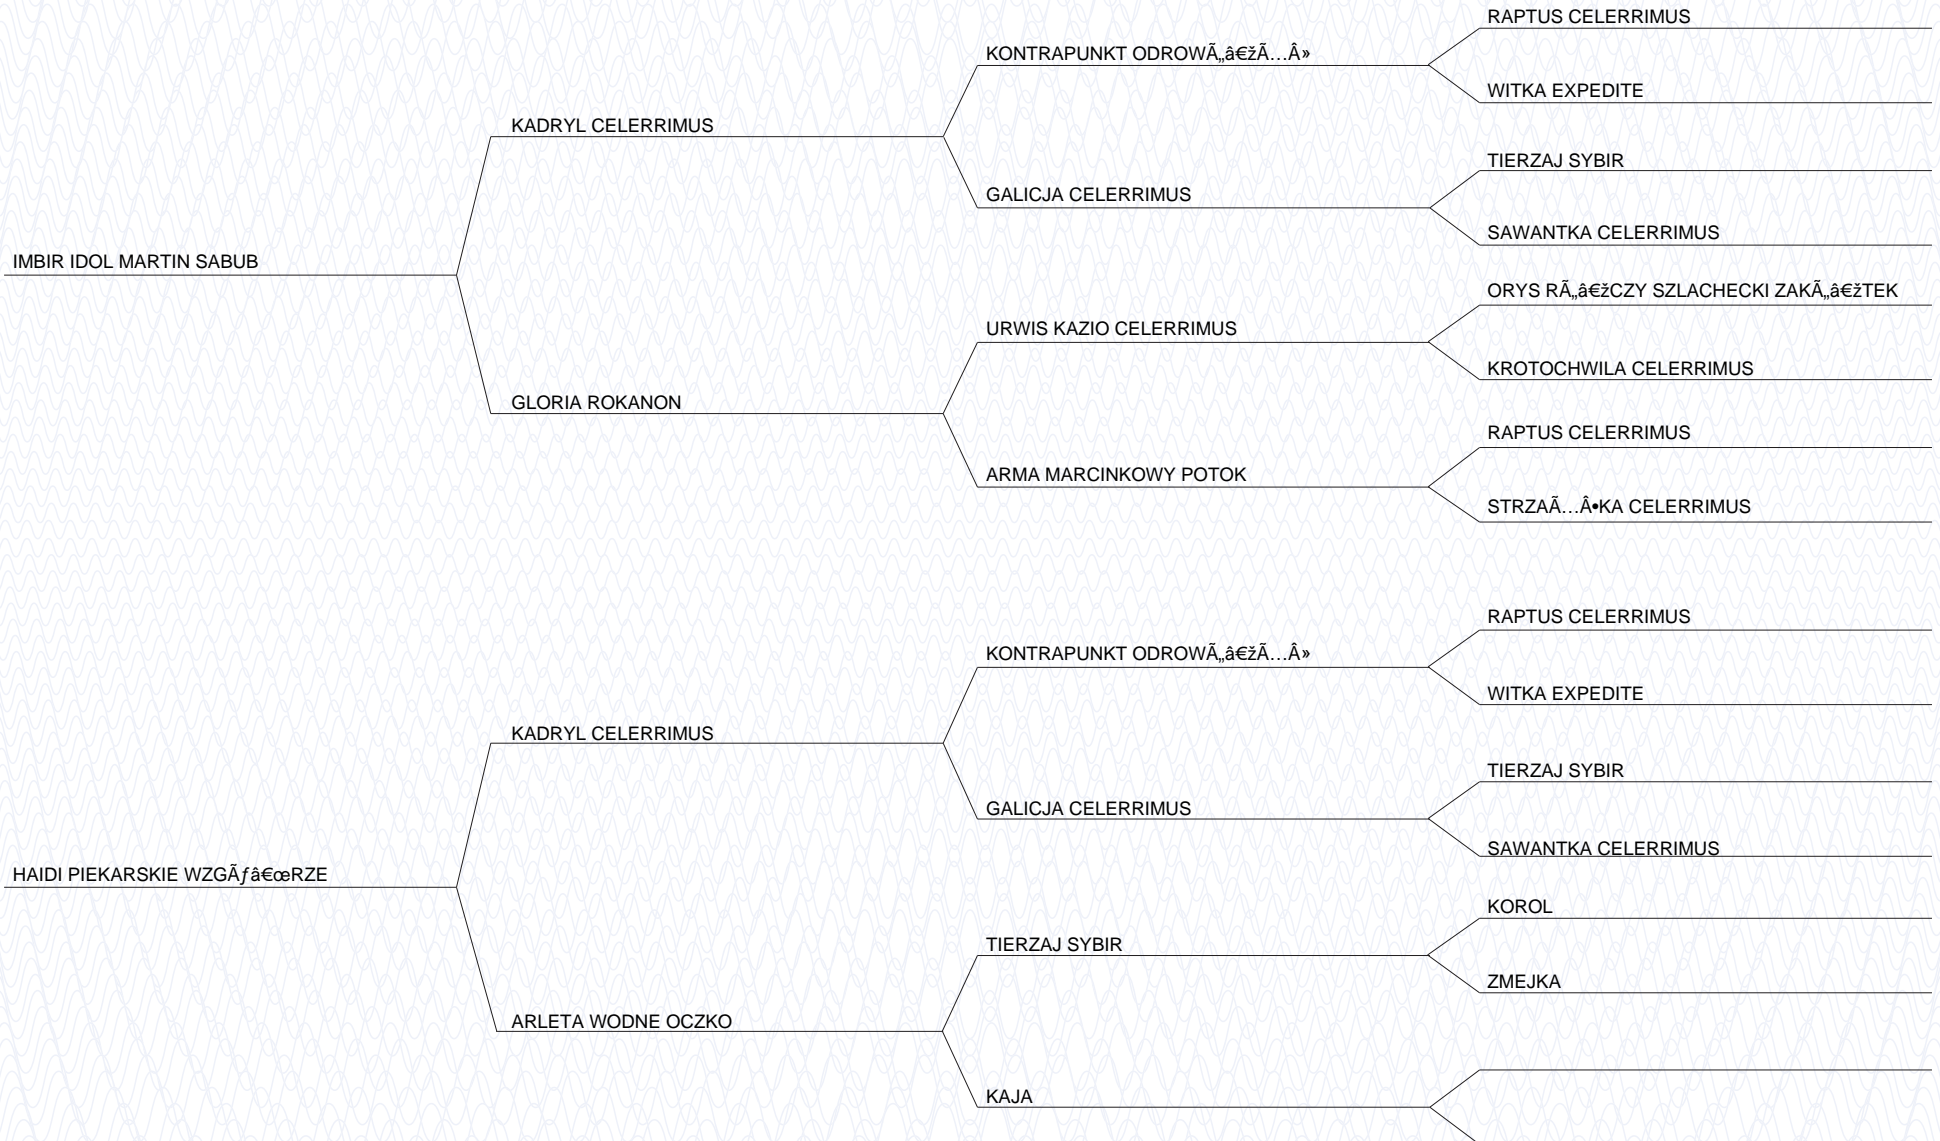 RAPTUS CELERRIMUS
KONTRAPUNKT ODROWÃ„â€žÃ…Â»
WITKA EXPEDITE
KADRYL CELERRIMUS
TIERZAJ SYBIR
GALICJA CELERRIMUS
SAWANTKA CELERRIMUS
IMBIR IDOL MARTIN SABUB
ORYS RÃ„â€žCZY SZLACHECKI ZAKÃ„â€žTEK
URWIS KAZIO CELERRIMUS
KROTOCHWILA CELERRIMUS
GLORIA ROKANON
RAPTUS CELERRIMUS
ARMA MARCINKOWY POTOK
STRZAÃ…Â•KA CELERRIMUS
RAPTUS CELERRIMUS
KONTRAPUNKT ODROWÃ„â€žÃ…Â»
WITKA EXPEDITE
KADRYL CELERRIMUS
TIERZAJ SYBIR
GALICJA CELERRIMUS
SAWANTKA CELERRIMUS
HAIDI PIEKARSKIE WZGÃƒâ€œRZE
KOROL
TIERZAJ SYBIR
ZMEJKA
ARLETA WODNE OCZKO
KAJA